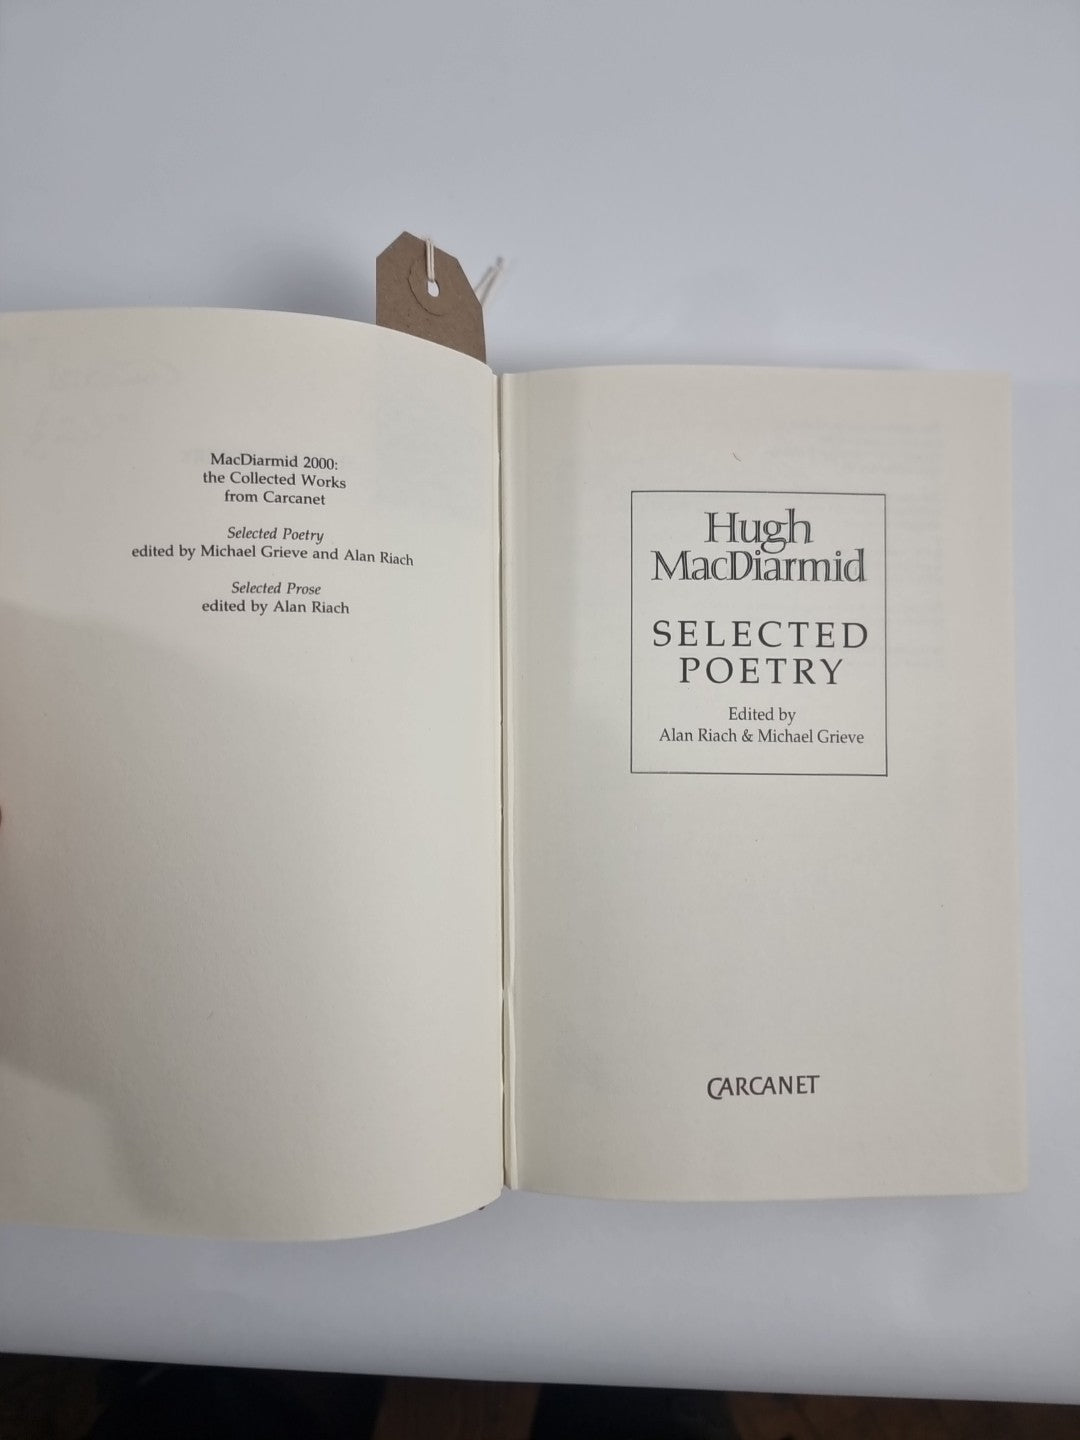 MacDiarmid 2000:
the Collected Works
from Carcanet
Selected Poetry
edited by Michael Grieve and Alan Riach
Selected Prose
edited by Alan Riach
Hugh
MacDiarmid
SELECTED
POETRY
Edited by
Alan Riach & Michael Grieve
CARCANET